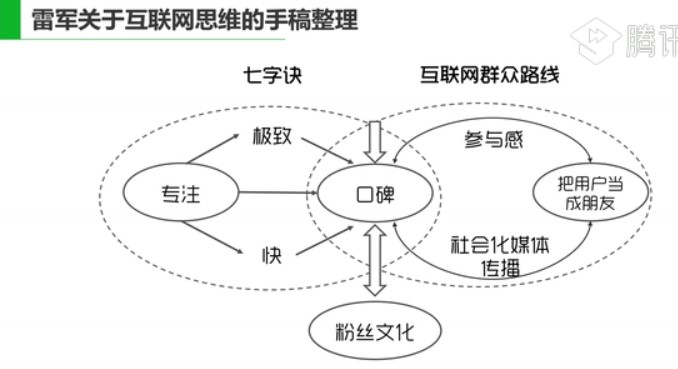 雷军关于互联网思维的手稿整理
腾讯
七字诀
互联网群众路线
极致
参与感
专注
口碑
把用户当
成朋友
快
社会化媒体
传播
粉丝文化